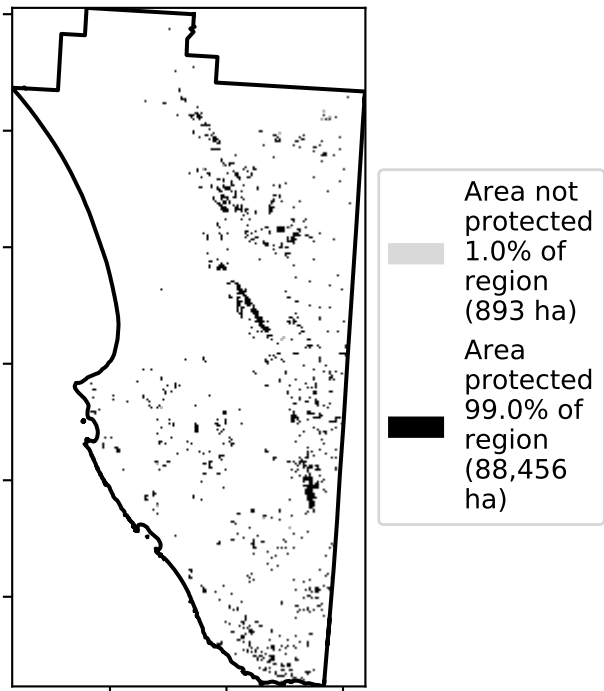 Area not
protected
1.0% of
region
(893 ha)
Area
protected
99.0% of
region
(88,456
ha)